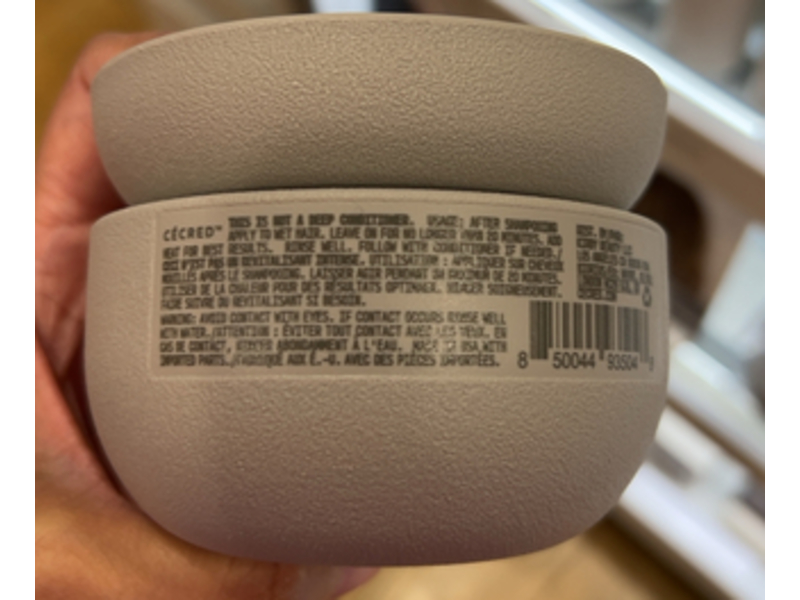 CÉCRED™
THIS IS NOT A DEEP CONDITIONER. USAGE: AFTER SHAMPOOING
APPLY TO WET HAIR. LEAVE ON FOR NO LONGER THAN 20 MINUTES. ADD
HEAT FOR BEST RESULTS. RINSE WELL. FOLLOW WITH CONDITIONER IF NEEDED./
CECI N'EST PAS UN REVITALISANT INTENSE. UTILISATION : APPLIQUER SUR CHEVEUX
MOUILLÉS APRÈS LE SHAMPOOING. LAISSER AGIR PENDANT UN MAXIMUM DE 20 MINUTES.
UTILISER DE LA CHALEUR POUR DES RÉSULTATS OPTIMAUX. RINCER SOIGNEUSEMENT.
FAIRE SUIVRE DU REVITALISANT SI BESOIN.
WARNING: AVOID CONTACT WITH EYES. IF CONTACT OCCURS RINSE WELL
WITH WATER./ATTENTION : ÉVITER TOUT CONTACT AVEC LES YEUX. EN
CAS DE CONTACT, RINCER ABONDAMMENT À L'EAU. MADE IN USA WITH
IMPORTED PARTS./FABRIQUÉ AUX É.-U. AVEC DES PIÈCES IMPORTÉES.
DIST. BY/PAR:
8 50044 93504